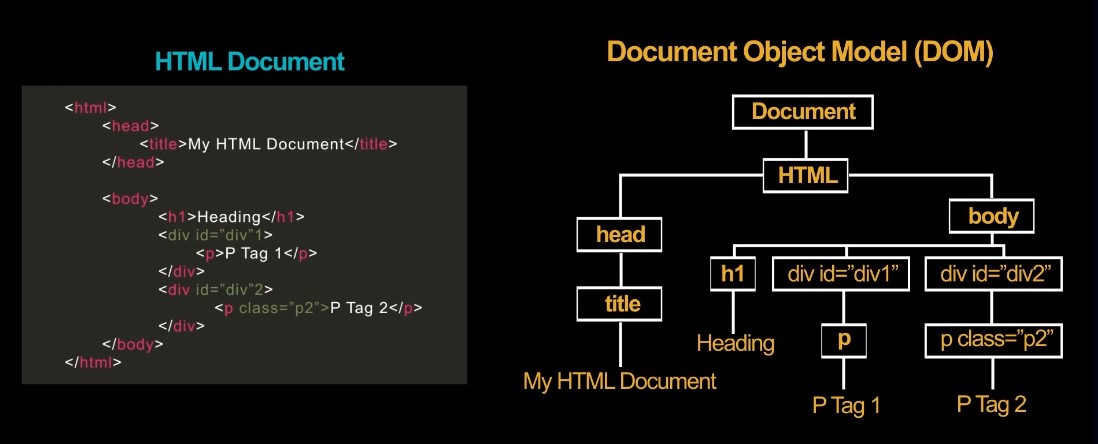 HTML Document
<html>
<head>
<title>My HTML Document</title>
</head>
<body>
<h1>Heading</h1>
<div id="div"1>
<p>P Tag 1</p>
</div>
<div id="div"2>
<p class="p2">P Tag 2</p>
</div>
</body>
</html>
Document Object Model (DOM)
Document
HTML
head
body
title
h1
div id="div1"
div id="div2"
Heading
p
p class="p2"
My HTML Document
P Tag 1
P Tag 2